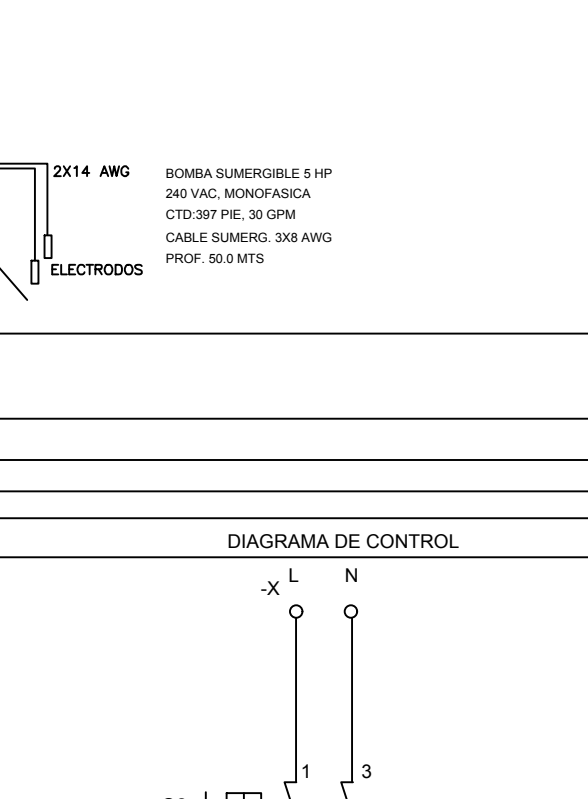 2X14 AWG
BOMBA SUMERGIBLE 5 HP
240 VAC, MONOFASICA
CTD:397 PIE, 30 GPM
CABLE SUMERG. 3X8 AWG
PROF. 50.0 MTS
ELECTRODOS
DIAGRAMA DE CONTROL
-X L N
1 3